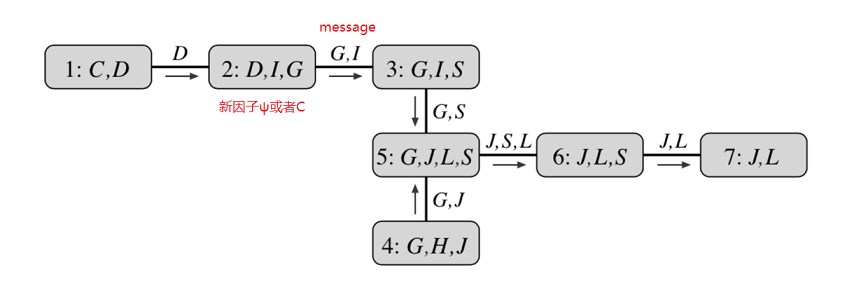 message
D
G,I
1: C,D
2: D,I,G
3: G,I,S
新因子ψ或者C
G,S
J,S,L
J,L
5: G,J,L,S
6: J,L,S
7: J,L
G,J
4: G,H,J